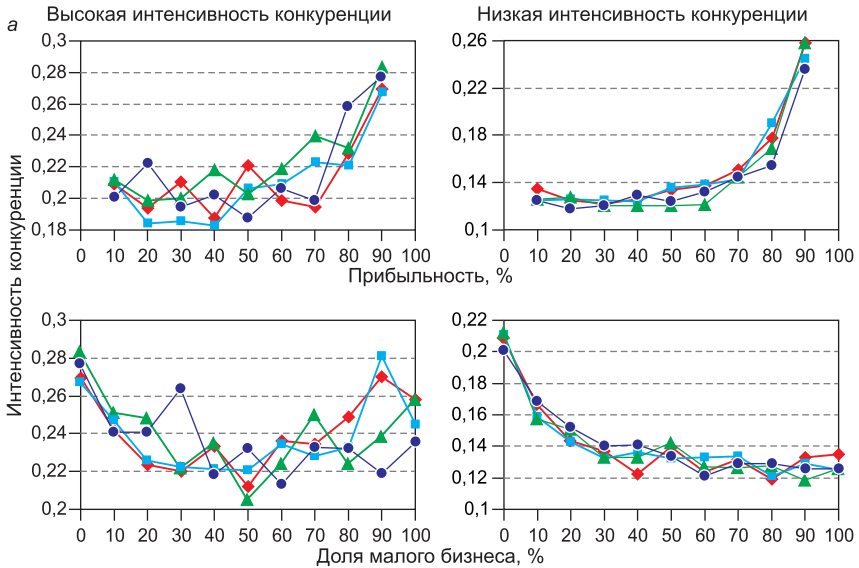 а
Высокая интенсивность конкуренции
Низкая интенсивность конкуренции
Интенсивность конкуренции
0,3
0,28
0,26
0,24
0,22
0,2
0,18
0 10 20 30 40 50 60 70 80 90 100
0,26
0,22
0,18
0,14
0,1
10 20 30 40 50 60 70 80 90 100
Прибыльность, %
0,3
0,28
0,26
0,24
0,22
0,2
0 10 20 30 40 50 60 70 80 90 100
0,22
0,2
0,18
0,16
0,14
0,12
0,1
0 10 20 30 40 50 60 70 80 90 100
Доля малого бизнеса, %